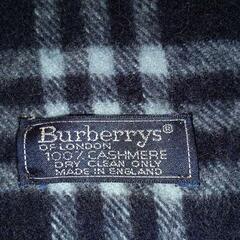 Burberrys®
OF LONDON
100% CASHMERE
DRY CLEAN ONLY
MADE IN ENGLAND